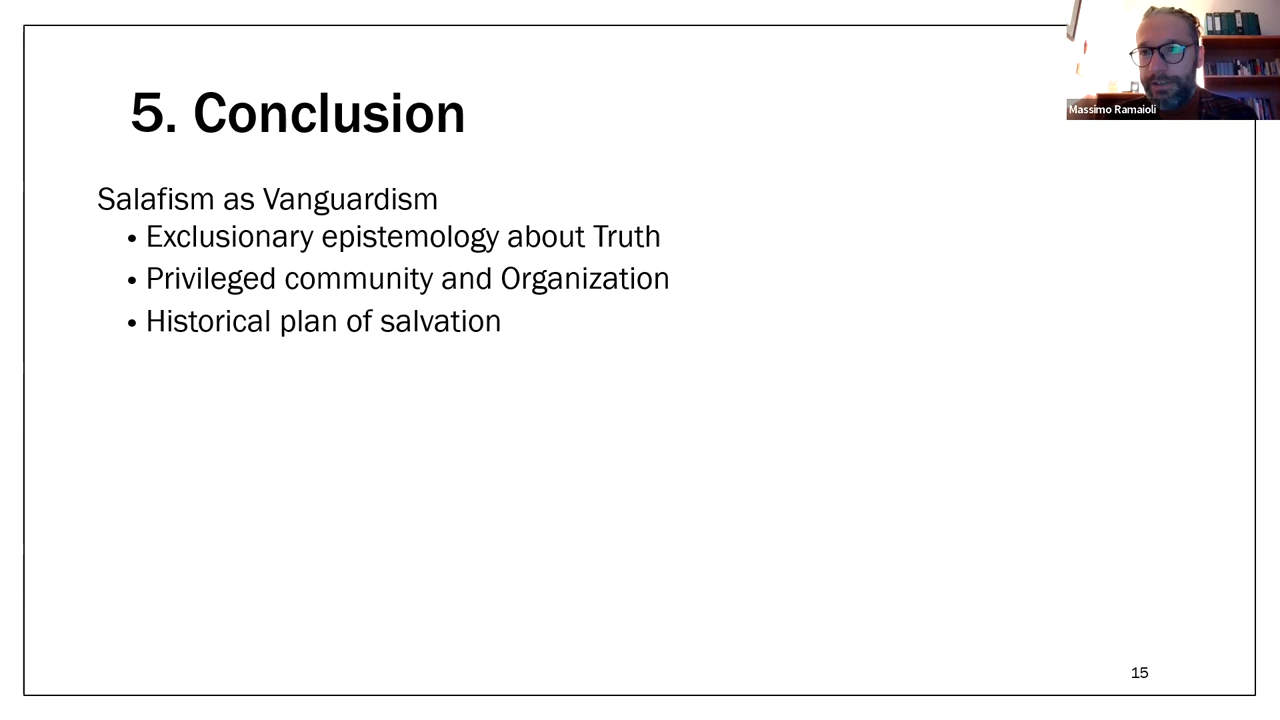 5. Conclusion
Massimo Ramaioli
Salafism as Vanguardism
• Exclusionary epistemology about Truth
• Privileged community and Organization
• Historical plan of salvation
15